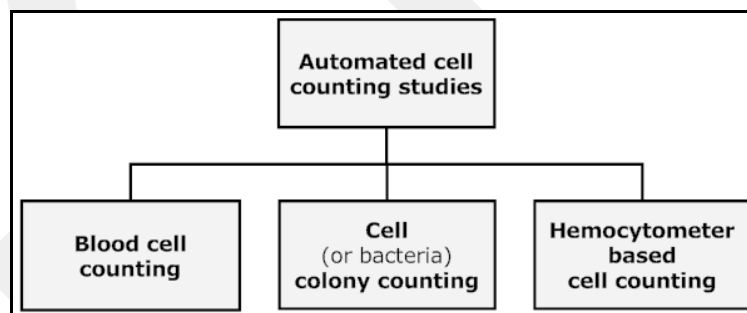 Automated cell
counting studies
Blood cell
counting
Cell
(or bacteria)
colony counting
Hemocytometer
based
cell counting